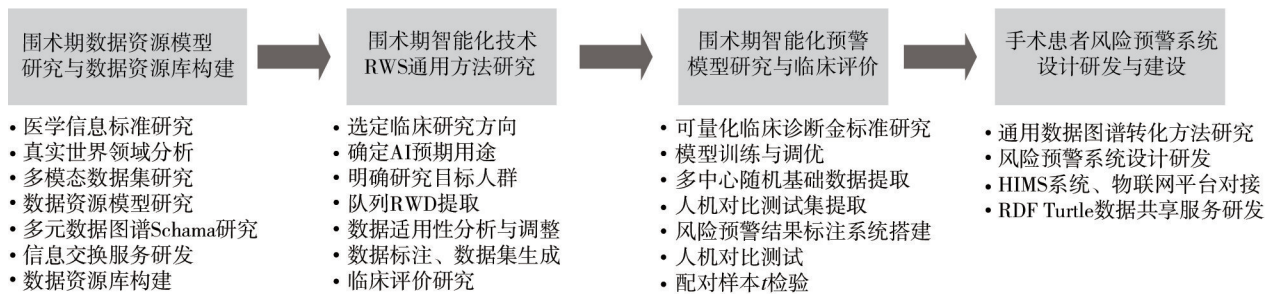 围术期数据资源模型
研究与数据资源库构建
• 医学信息标准研究
• 真实世界领域分析
• 多模态数据集研究
• 数据资源模型研究
• 多元数据图谱Schama研究
• 信息交换服务研发
• 数据资源库构建
围术期智能化技术
RWS通用方法研究
• 选定临床研究方向
• 确定AI预期用途
• 明确研究目标人群
• 队列RWD提取
• 数据适用性分析与调整
• 数据标注、数据集生成
• 临床评价研究
围术期智能化预警
模型研究与临床评价
• 可量化临床诊断金标准研究
• 模型训练与调优
• 多中心随机基础数据提取
• 人机对比测试集提取
• 风险预警结果标注系统搭建
• 人机对比测试
• 配对样本t检验
手术患者风险预警系统
设计研发与建设
• 通用数据图谱转化方法研究
• 风险预警系统设计研发
• HIMS系统、物联网平台对接
• RDF Turtle数据共享服务研发